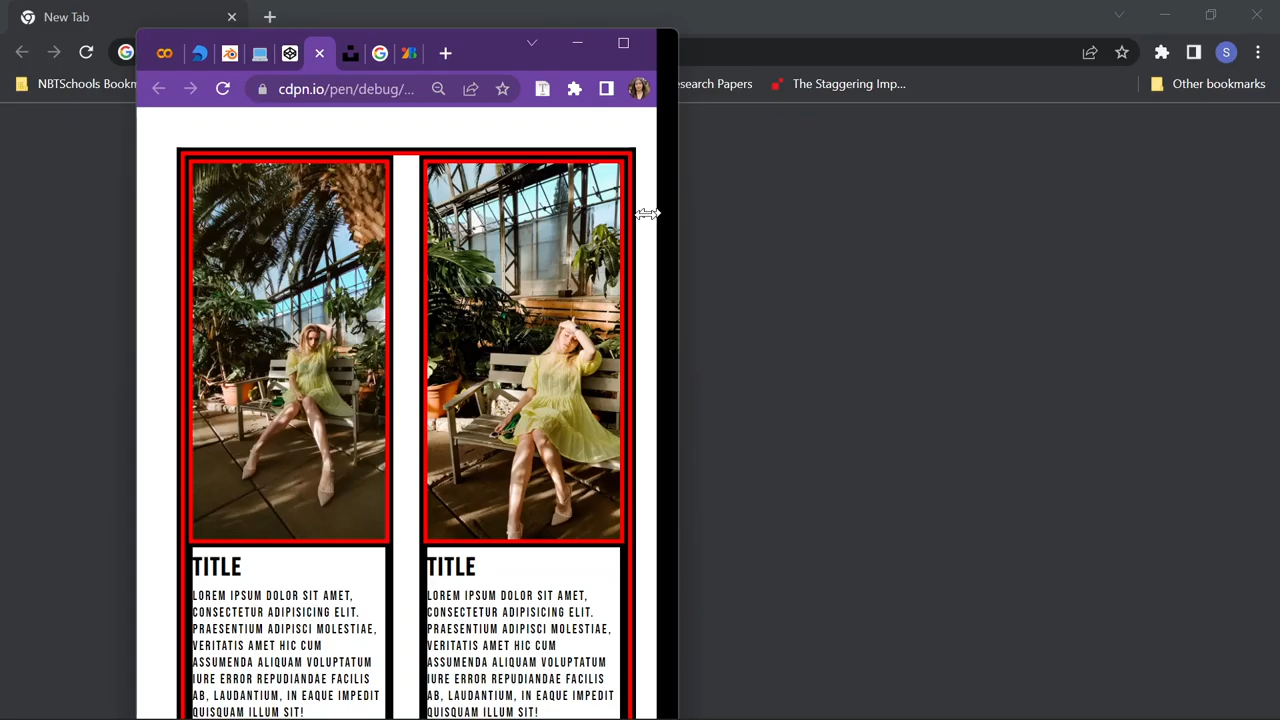 New Tab
cdpn.io/pen/debug/...
S
NBTSchools Bookm
esearch Papers
The Staggering Imp...
Other bookmarks
TITLE
LOREM IPSUM DOLOR SIT AMET,
CONSECTETUR ADIPISICING ELIT.
PRAESENTIUM ADIPISCI MOLESTIAE,
VERITATIS AMET HIC CUM
ASSUMENDA ALIQUAM VOLUPTATUM
IURE ERROR REPUDIANDAE FACILIS
AB, LAUDANTIUM, IN EAQUE IMPEDIT
QUISQUAM ILLUM SIT!
TITLE
LOREM IPSUM DOLOR SIT AMET,
CONSECTETUR ADIPISICING ELIT.
PRAESENTIUM ADIPISCI MOLESTIAE,
VERITATIS AMET HIC CUM
ASSUMENDA ALIQUAM VOLUPTATUM
IURE ERROR REPUDIANDAE FACILIS
AB, LAUDANTIUM, IN EAQUE IMPEDIT
QUISQUAM ILLUM SIT!